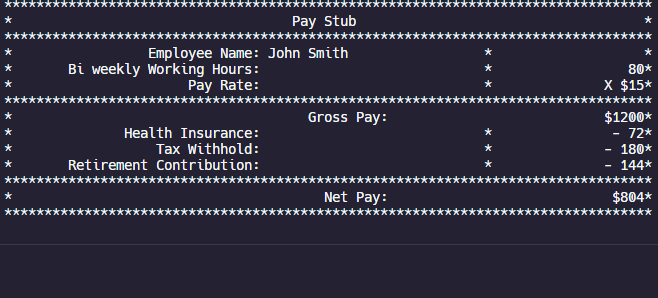 *********************************************************************************
*                                   Pay Stub                                    *
*********************************************************************************
*                 Employee Name: John Smith                 *                   *
*       Bi weekly Working Hours:                            *                 80*
*                      Pay Rate:                            *              X $15*
*********************************************************************************
*                                     Gross Pay:                           $1200*
*              Health Insurance:                            *               - 72*
*                  Tax Withhold:                            *              - 180*
*       Retirement Contribution:                            *              - 144*
*********************************************************************************
*                                       Net Pay:                            $804*
*********************************************************************************